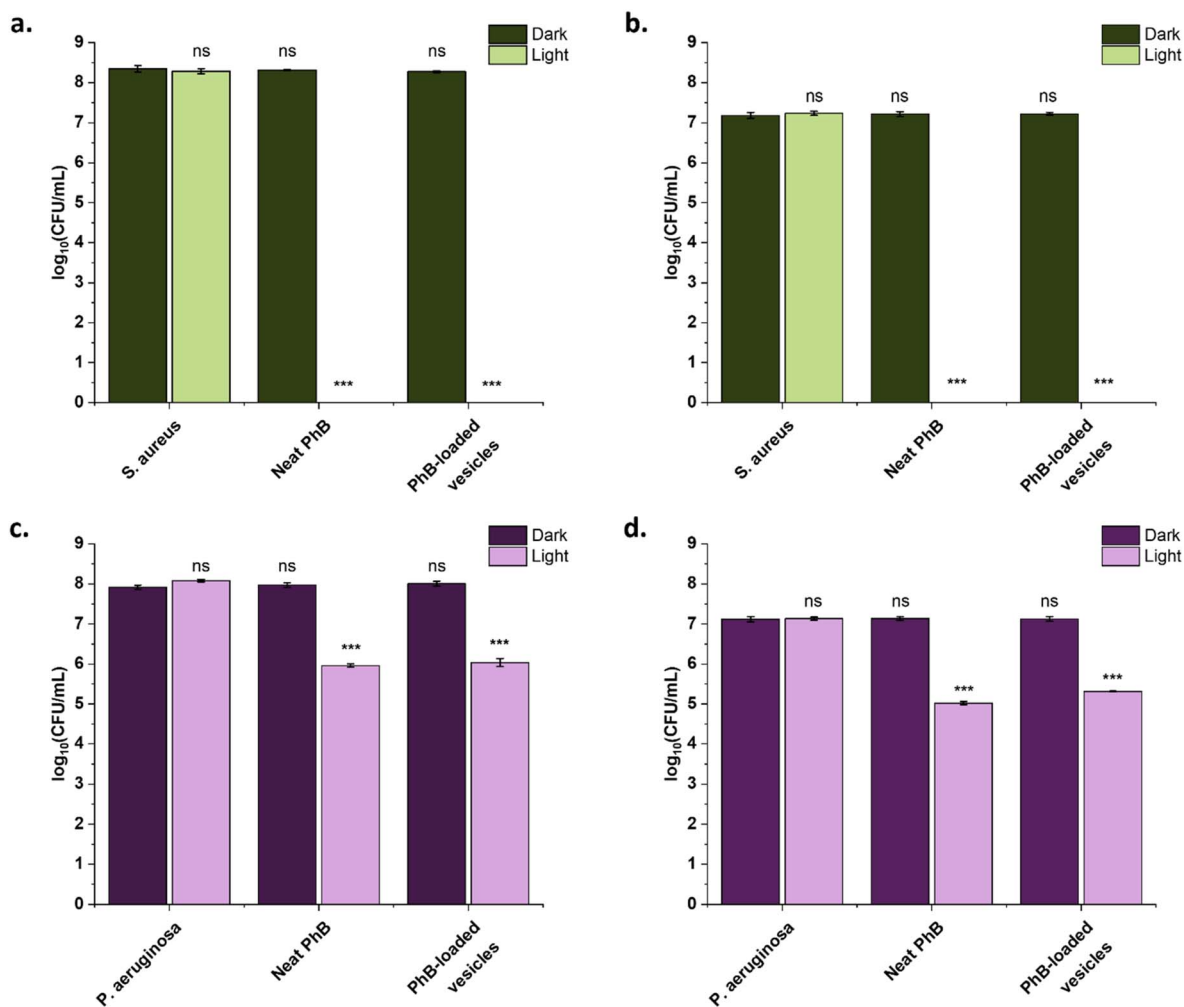 a.
Dark
Light
log₁₀(CFU/mL)
9
8
7
6
5
4
3
2
1
0
ns
ns
ns
***
***
S. aureus
Neat PhB
PhB-loaded
vesicles
b.
Dark
Light
log₁₀(CFU/mL)
9
8
7
6
5
4
3
2
1
0
ns
ns
ns
***
***
S. aureus
Neat PhB
PhB-loaded
vesicles
c.
Dark
Light
log₁₀(CFU/mL)
9
8
7
6
5
4
3
2
1
0
ns
ns
ns
***
***
P. aeruginosa
Neat PhB
PhB-loaded
vesicles
d.
Dark
Light
log₁₀(CFU/mL)
9
8
7
6
5
4
3
2
1
0
ns
ns
ns
***
***
P. aeruginosa
Neat PhB
PhB-loaded
vesicles